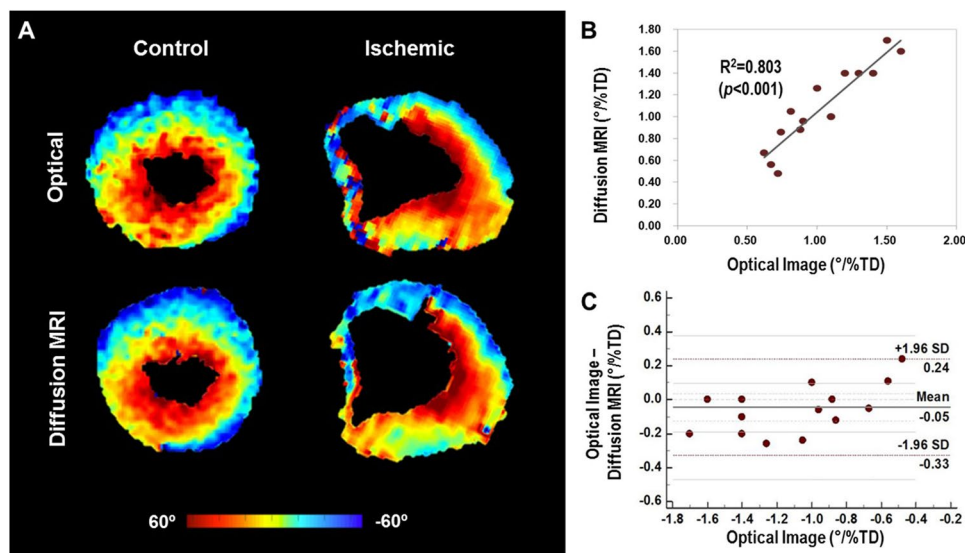 A
Control
Ischemic
Optical
Diffusion MRI
60º
-60º
B
Diffusion MRI (°/%TD)
1.80
1.60
1.40
1.20
1.00
0.80
0.60
0.40
0.20
0.00
R²=0.803
(p<0.001)
0.00
0.50
1.00
1.50
2.00
Optical Image (°/%TD)
C
Optical Image –
Diffusion MRI (°/%TD)
0.6
0.4
0.2
0.0
-0.2
-0.4
-0.6
+1.96 SD
0.24
Mean
-0.05
-1.96 SD
-0.33
-1.8
-1.6
-1.4
-1.2
-1.0
-0.8
-0.6
-0.4
-0.2
Optical Image (°/%TD)